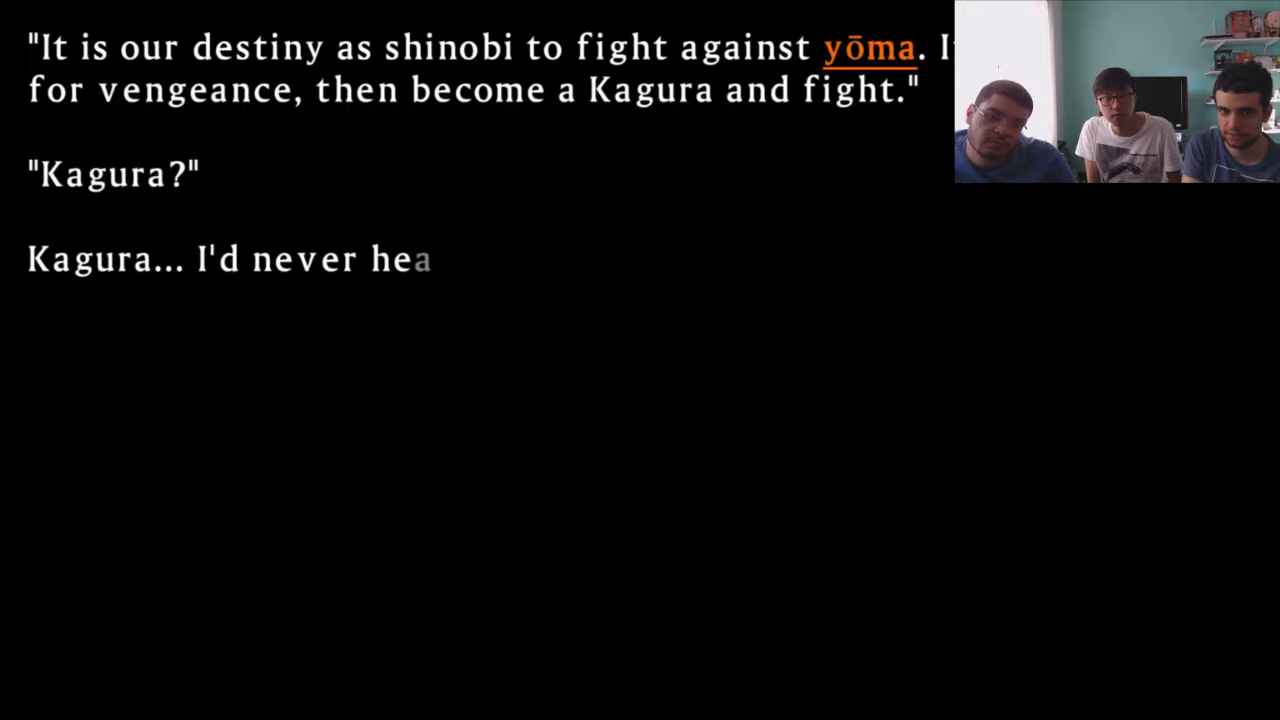 "It is our destiny as shinobi to fight against yōma. I
for vengeance, then become a Kagura and fight."
"Kagura?"
Kagura... I'd never hea